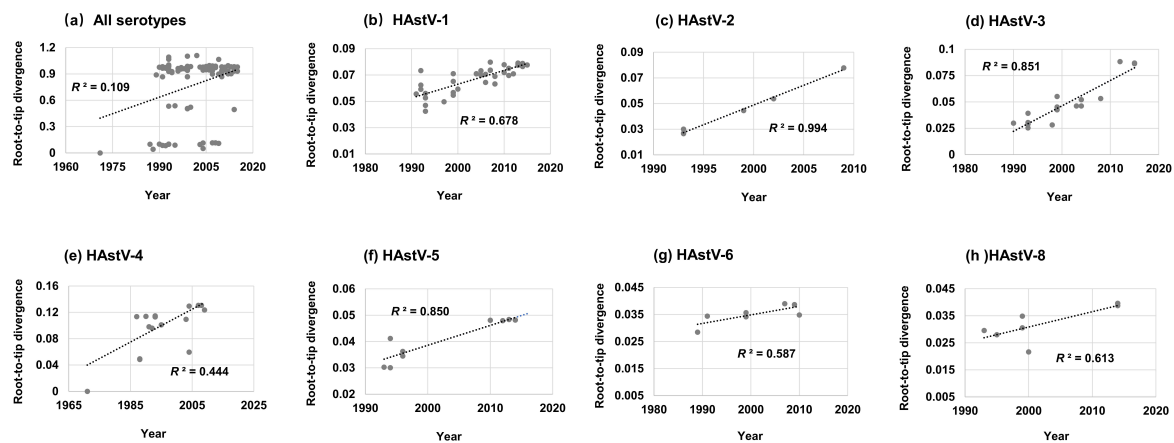 (a) All serotypes
Root-to-tip divergence
1.2
0.9
0.6
0.3
0
R² = 0.109
1960 1975 1990 2005 2020
Year
(b) HAstV-1
Root-to-tip divergence
0.09
0.07
0.05
0.03
0.01
R² = 0.678
1980 1990 2000 2010 2020
Year
(c) HAstV-2
Root-to-tip divergence
0.09
0.07
0.05
0.03
0.01
R² = 0.994
1990 1995 2000 2005 2010
Year
(d) HAstV-3
Root-to-tip divergence
0.1
0.075
0.05
0.025
0
R² = 0.851
1980 1990 2000 2010 2020
Year
(e) HAstV-4
Root-to-tip divergence
0.16
0.12
0.08
0.04
0
R² = 0.444
1965 1985 2005 2025
Year
(f) HAstV-5
Root-to-tip divergence
0.06
0.05
0.04
0.03
0.02
R² = 0.850
1990 2000 2010 2020
Year
(g) HAstV-6
Root-to-tip divergence
0.045
0.035
0.025
0.015
0.005
R² = 0.587
1980 1990 2000 2010 2020
Year
(h )HAstV-8
Root-to-tip divergence
0.045
0.035
0.025
0.015
0.005
R² = 0.613
1990 2000 2010 2020
Year